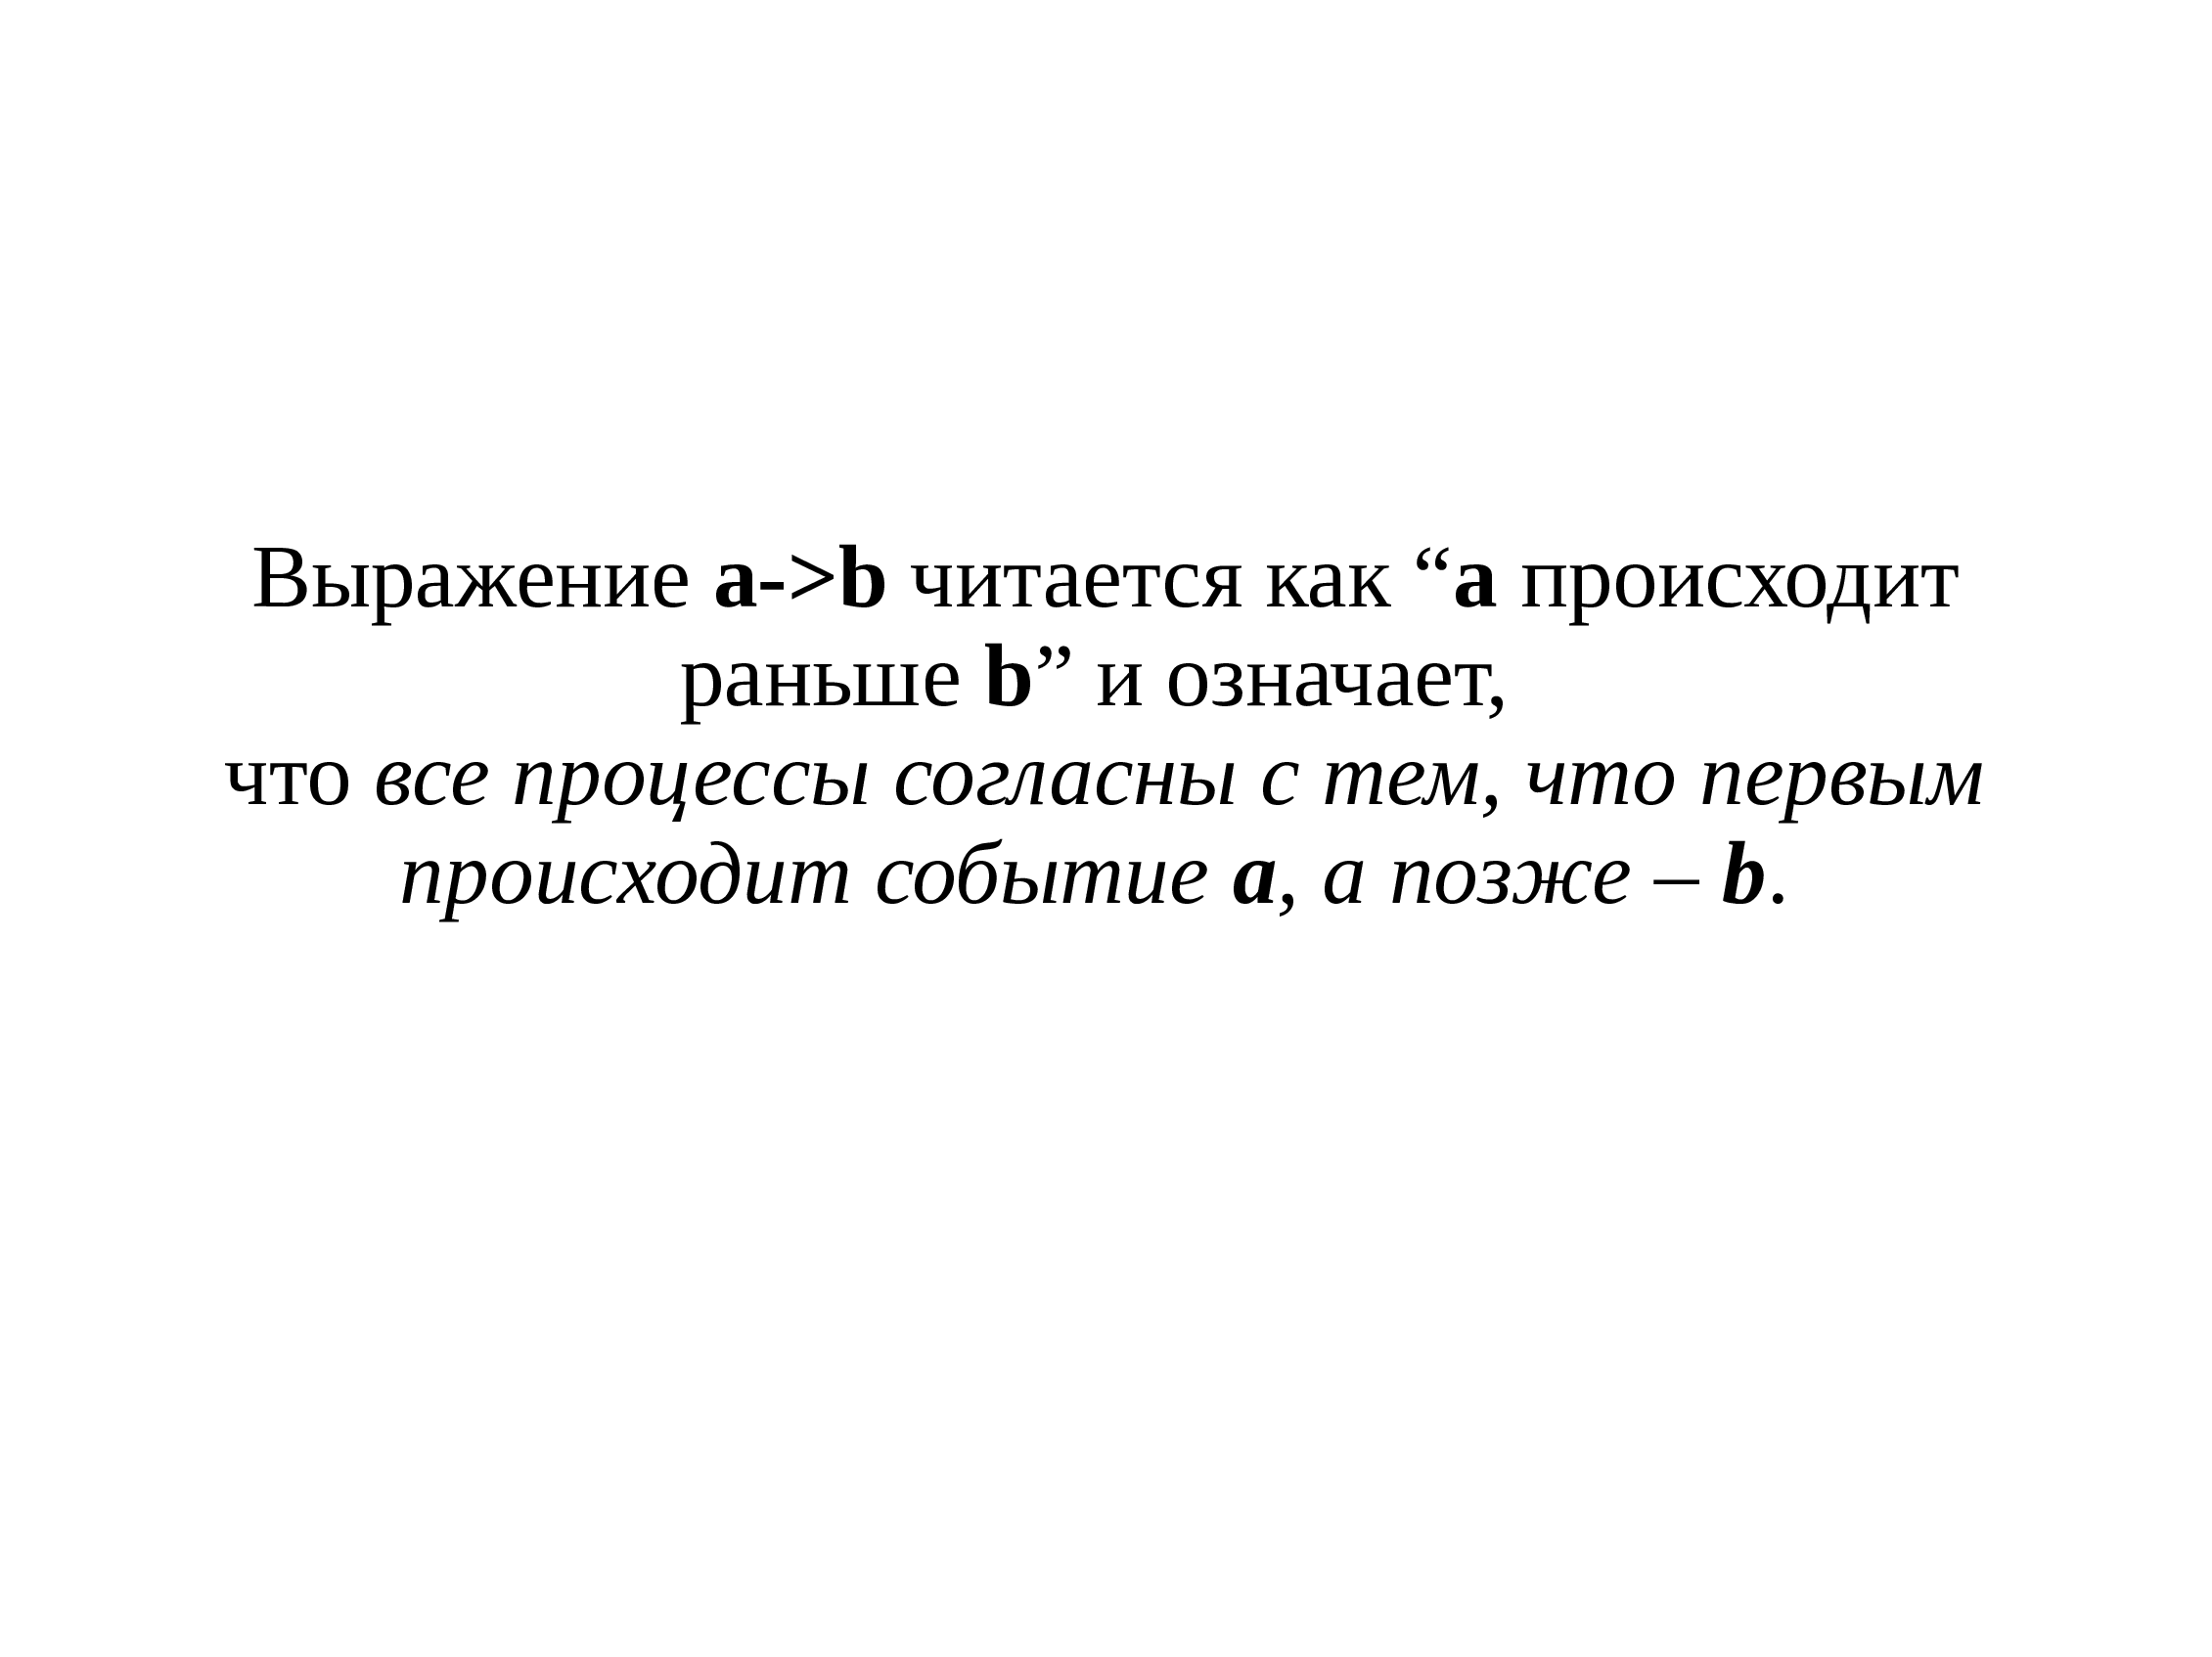 Выражение a->b читается как “a происходит
раньше b” и означает,
что все процессы согласны с тем, что первым
происходит событие a, а позже – b.